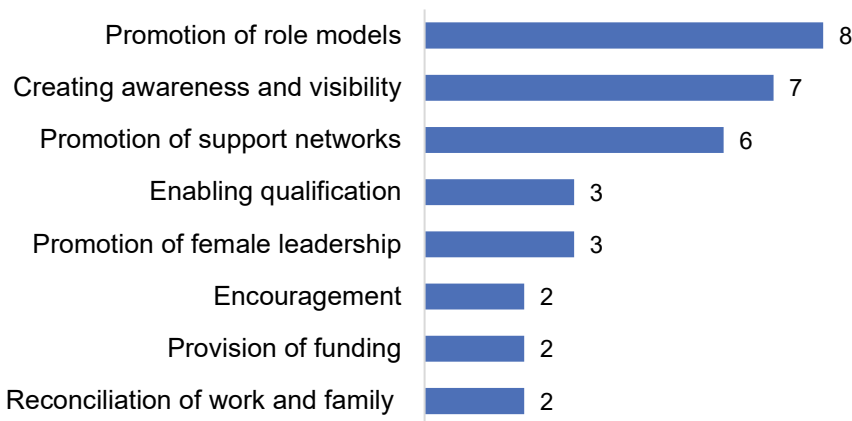 Promotion of role models 8
Creating awareness and visibility 7
Promotion of support networks 6
Enabling qualification 3
Promotion of female leadership 3
Encouragement 2
Provision of funding 2
Reconciliation of work and family 2